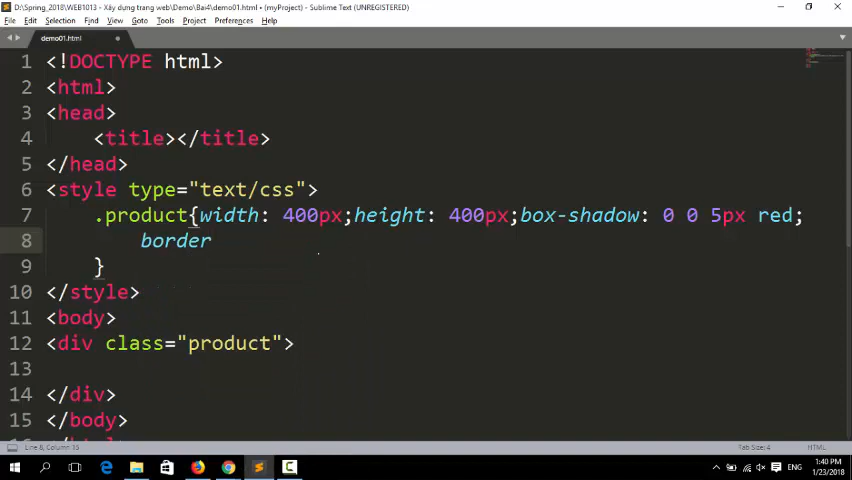 D:\Spring_2018\WEB1013 - Xây dựng trang web\Demo\Bai4\demo01.html • (myProject) - Sublime Text (UNREGISTERED)
File Edit Selection Find View Goto Tools Project Preferences Help
demo01.html
1 <!DOCTYPE html>
2 <html>
3 <head>
4 <title></title>
5 </head>
6 <style type="text/css">
7 .product{width: 400px;height: 400px;box-shadow: 0 0 5px red;
8 border
9 }
10 </style>
11 <body>
12 <div class="product">
13
14 </div>
15 </body>
Line 8, Column 15 Tab Size: 4 HTML
ENG 1:40 PM
1/23/2018